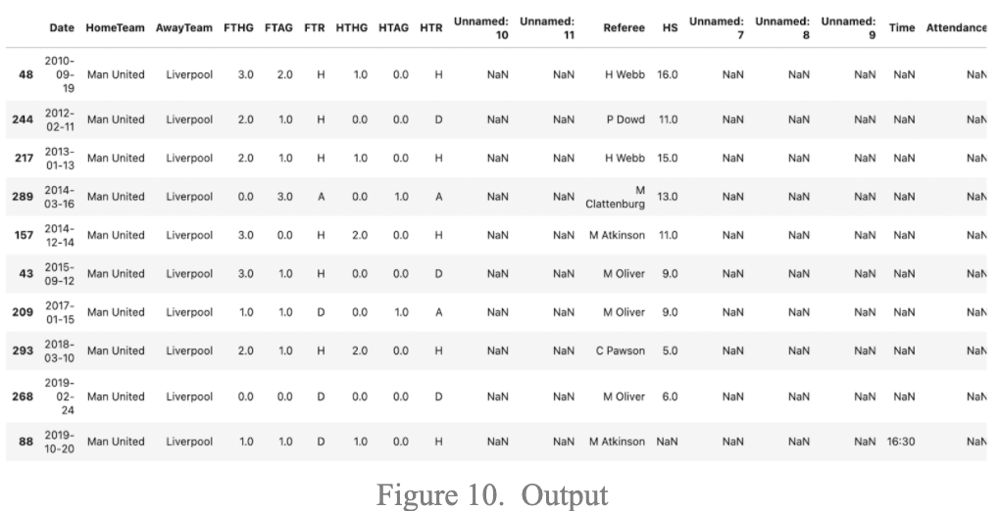 Date HomeTeam AwayTeam FTHG FTAG FTR HTHG HTAG HTR Unnamed: 10 Unnamed: 11 Referee HS Unnamed: 7 Unnamed: 8 Unnamed: 9 Time Attendance
48 2010-09-19 Man United Liverpool 3.0 2.0 H 1.0 0.0 H NaN NaN H Webb 16.0 NaN NaN NaN NaN NaN
244 2012-02-11 Man United Liverpool 2.0 1.0 H 0.0 0.0 D NaN NaN P Dowd 11.0 NaN NaN NaN NaN NaN
217 2013-01-13 Man United Liverpool 2.0 1.0 H 1.0 0.0 H NaN NaN H Webb 15.0 NaN NaN NaN NaN NaN
289 2014-03-16 Man United Liverpool 0.0 3.0 A 0.0 1.0 A NaN NaN M Clattenburg 13.0 NaN NaN NaN NaN NaN
157 2014-12-14 Man United Liverpool 3.0 0.0 H 2.0 0.0 H NaN NaN M Atkinson 11.0 NaN NaN NaN NaN NaN
43 2015-09-12 Man United Liverpool 3.0 1.0 H 0.0 0.0 D NaN NaN M Oliver 9.0 NaN NaN NaN NaN NaN
209 2017-01-15 Man United Liverpool 1.0 1.0 D 0.0 1.0 A NaN NaN M Oliver 9.0 NaN NaN NaN NaN NaN
293 2018-03-10 Man United Liverpool 2.0 1.0 H 2.0 0.0 H NaN NaN C Pawson 5.0 NaN NaN NaN NaN NaN
268 2019-02-24 Man United Liverpool 0.0 0.0 D 0.0 0.0 D NaN NaN M Oliver 6.0 NaN NaN NaN NaN NaN
88 2019-10-20 Man United Liverpool 1.0 1.0 D 1.0 0.0 H NaN NaN M Atkinson NaN NaN NaN NaN 16:30 NaN
Figure 10. Output